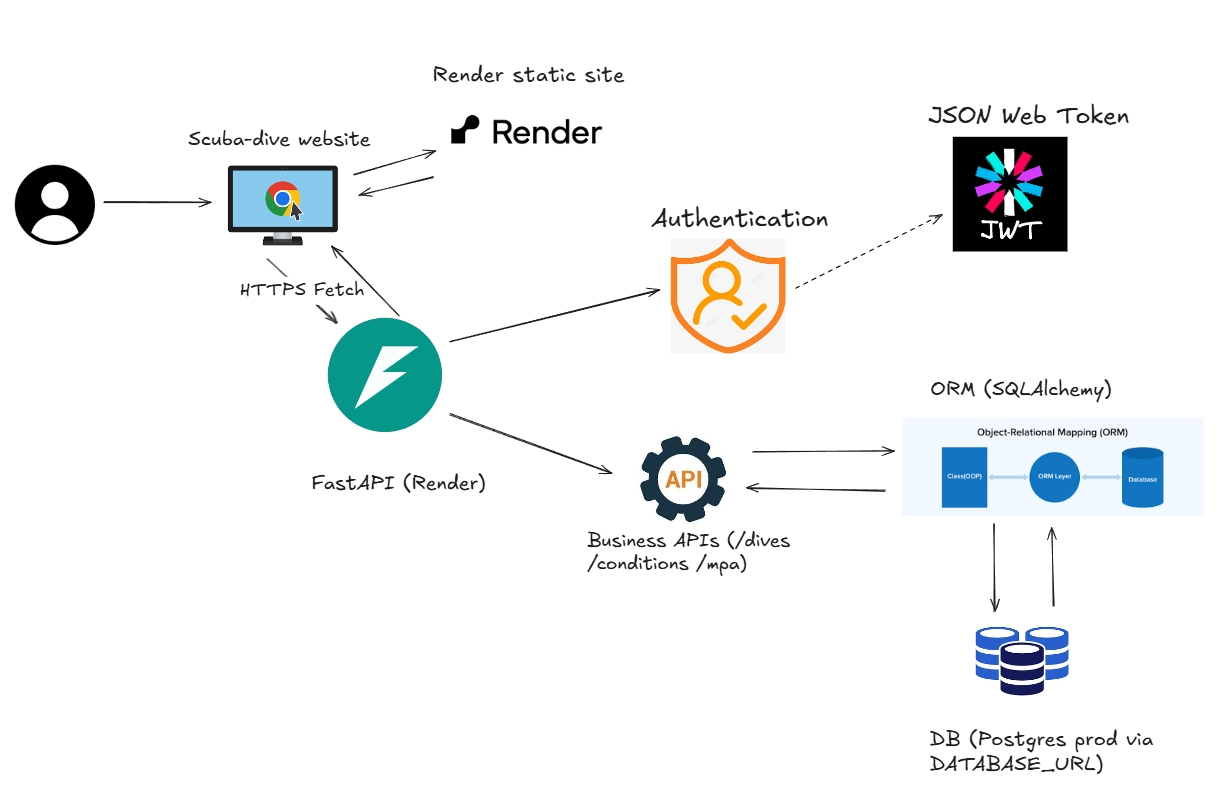 Render static site
Render
Scuba-dive website
JSON Web Token
JWT
Authentication
HTTPS Fetch
FastAPI (Render)
ORM (SQLAlchemy)
Object-Relational Mapping (ORM)
Class(OOP)
ORM Layer
Database
API
Business APIs (/dives
/conditions /mpa)
DB (Postgres prod via
DATABASE_URL)